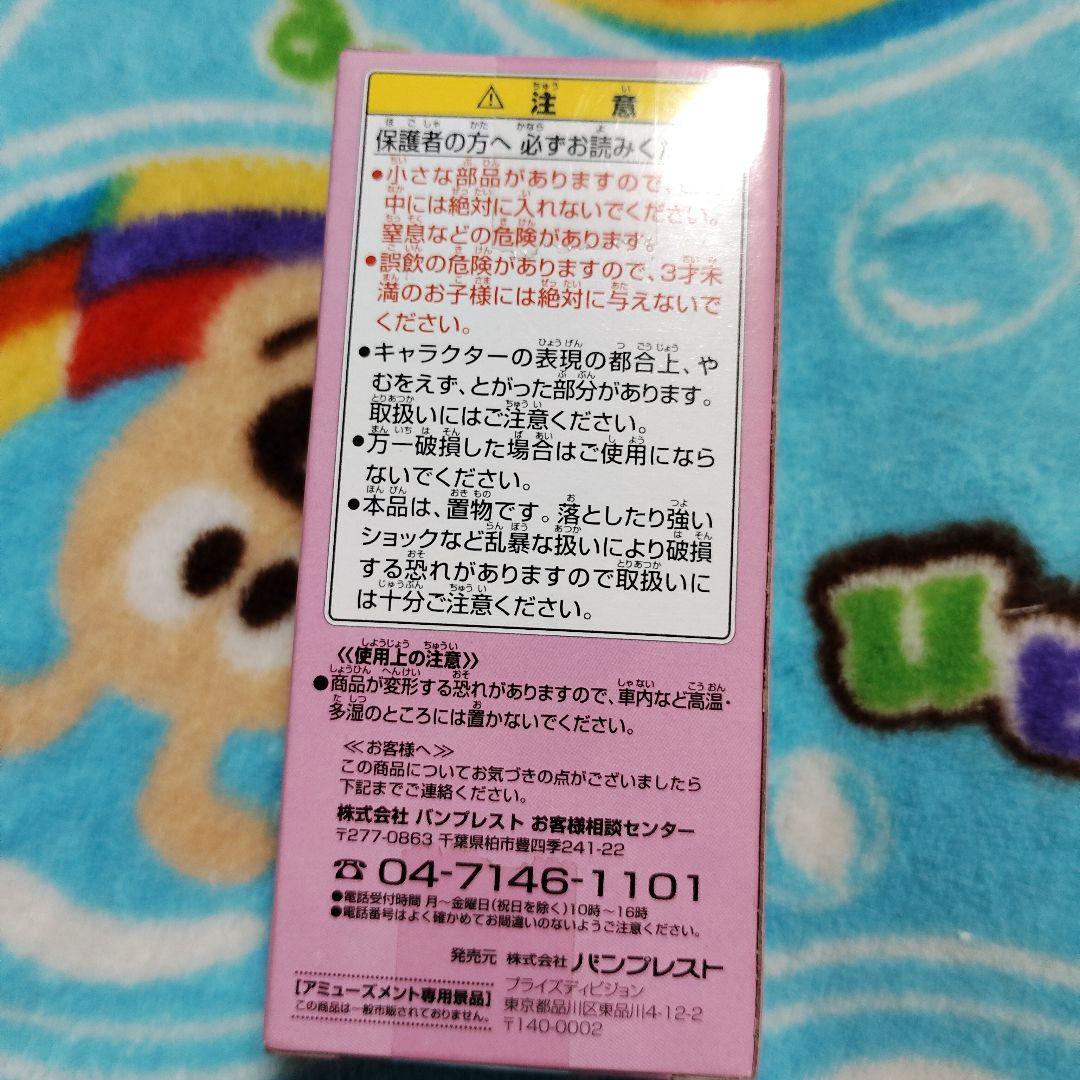 ⚠ 注意
保護者の方へ 必ずお読みく
●小さな部品がありますので、
中には絶対に入れないでください。
窒息などの危険があります。
●誤飲の危険がありますので、3才未
満のお子様には絶対に与えないで
ください。
●キャラクターの表現の都合上、や
むをえず、とがった部分があります。
取扱いにはご注意ください。
●万一破損した場合はご使用になら
ないでください。
●本品は、置物です。落としたり強い
ショックなど乱暴な扱いにより破損
する恐れがありますので取扱いに
は十分ご注意ください。
《使用上の注意》
●商品が変形する恐れがありますので、車内など高温・
多湿のところには置かないでください。
≪お客様へ≫
この商品についてお気づきの点がございましたら
下記までご連絡ください。
株式会社 バンプレスト お客様相談センター
〒277-0863 千葉県柏市豊四季241-22
☎ 04-7146-1101
●電話受付時間 月～金曜日(祝日を除く)10時～16時
●電話番号はよく確かめてお間違いのないようご注意ください。
発売元 株式会社 バンプレスト
プライズディビジョン
東京都品川区東品川4-12-2
〒140-0002
[アミューズメント専用景品]
この商品は一般市販されておりません。